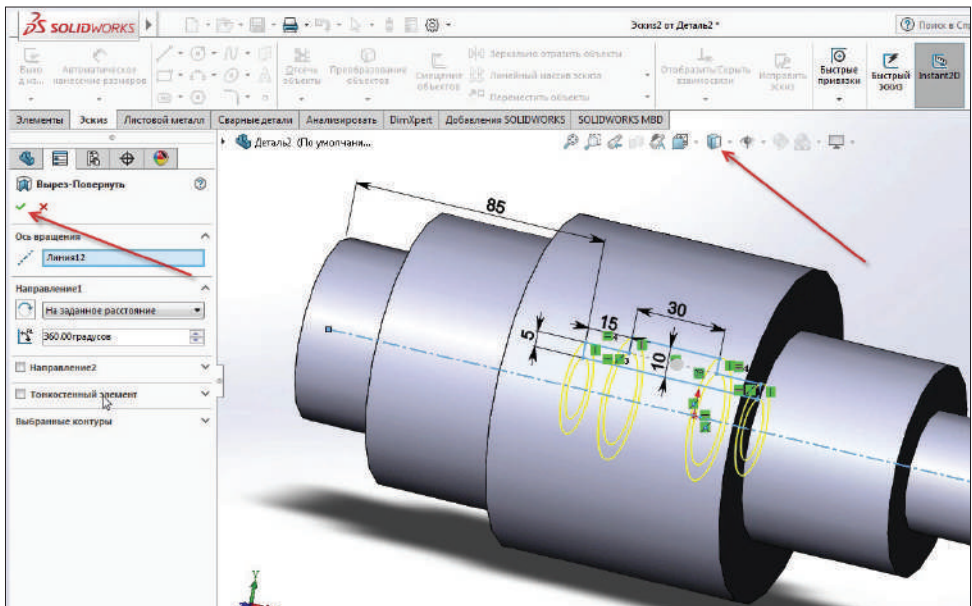 SOLIDWORKS
Эскиз2 от Деталь2 *
Поиск в Спр
Автоматическое нанесение размеров
Отсечь объекты
Преобразование объектов
Смещение объектов
Зеркально отразить объекты
Линейный массив эскиза
Переместить объекты
Отобразить/Скрыть взаимосвязи
Исправить эскиз
Быстрые привязки
Быстрый эскиз
Instant2D
Элементы
Эскиз
Листовой металл
Сварные детали
Анализировать
DimXpert
Добавления SOLIDWORKS
SOLIDWORKS MBD
Деталь2 (По умолчани...
Вырез-Повернуть
Ось вращения
Линия12
Направление1
На заданное расстояние
360.00градусов
Направление2
Тонкостенный элемент
Выбранные контуры
85
30
15
5
10
Y